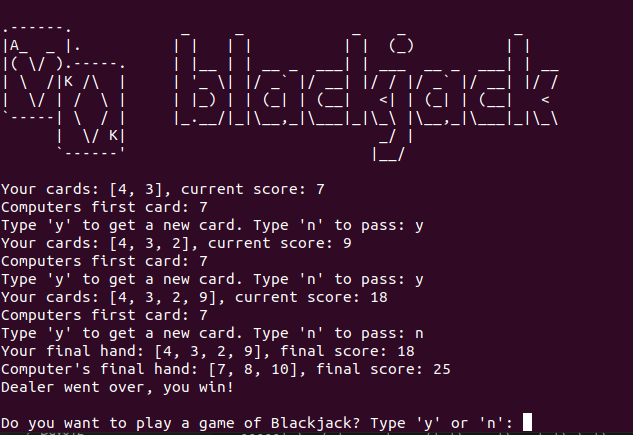 A
K
K
blackjack
Your cards: [4, 3], current score: 7
Computers first card: 7
Type 'y' to get a new card. Type 'n' to pass: y
Your cards: [4, 3, 2], current score: 9
Computers first card: 7
Type 'y' to get a new card. Type 'n' to pass: y
Your cards: [4, 3, 2, 9], current score: 18
Computers first card: 7
Type 'y' to get a new card. Type 'n' to pass: n
Your final hand: [4, 3, 2, 9], final score: 18
Computer's final hand: [7, 8, 10], final score: 25
Dealer went over, you win!
Do you want to play a game of Blackjack? Type 'y' or 'n':